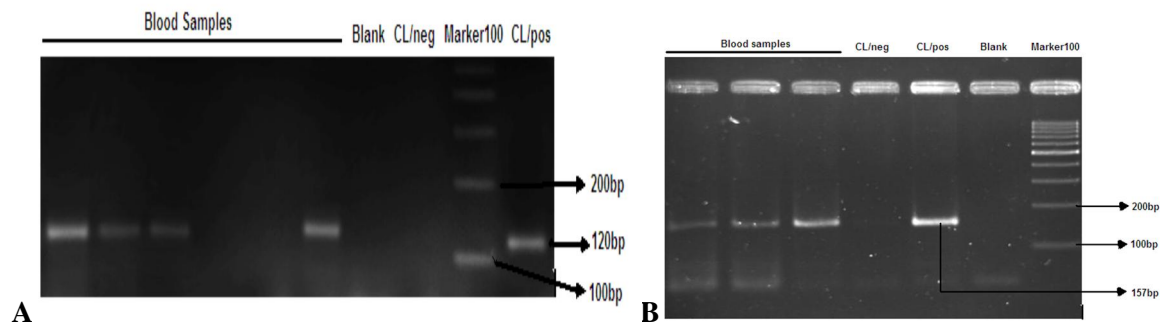 Blood Samples
Blank CL/neg Marker100 CL/pos
200bp
120bp
100bp
A
Blood samples CL/neg CL/pos Blank Marker100
200bp
100bp
157bp
B